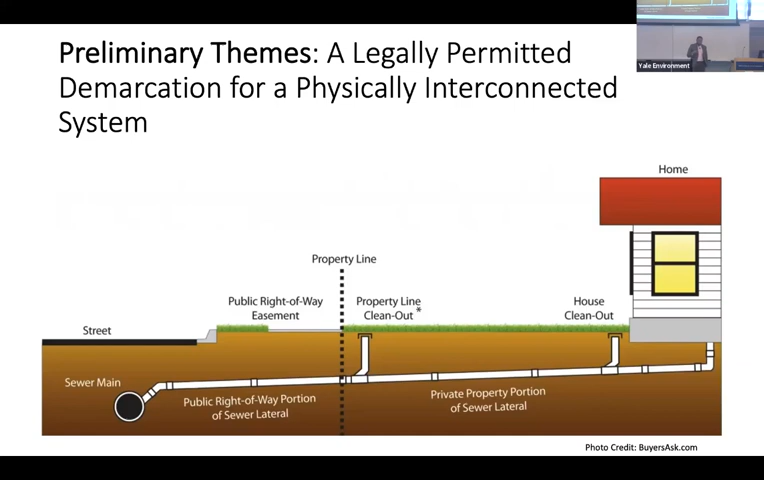 Preliminary Themes: A Legally Permitted
Demarcation for a Physically Interconnected
System
Yale Environment
Home
Property Line
Public Right-of-Way
Easement
Property Line
Clean-Out *
House
Clean-Out
Street
Sewer Main
Public Right-of-Way Portion
of Sewer Lateral
Private Property Portion
of Sewer Lateral
Photo Credit: BuyersAsk.com